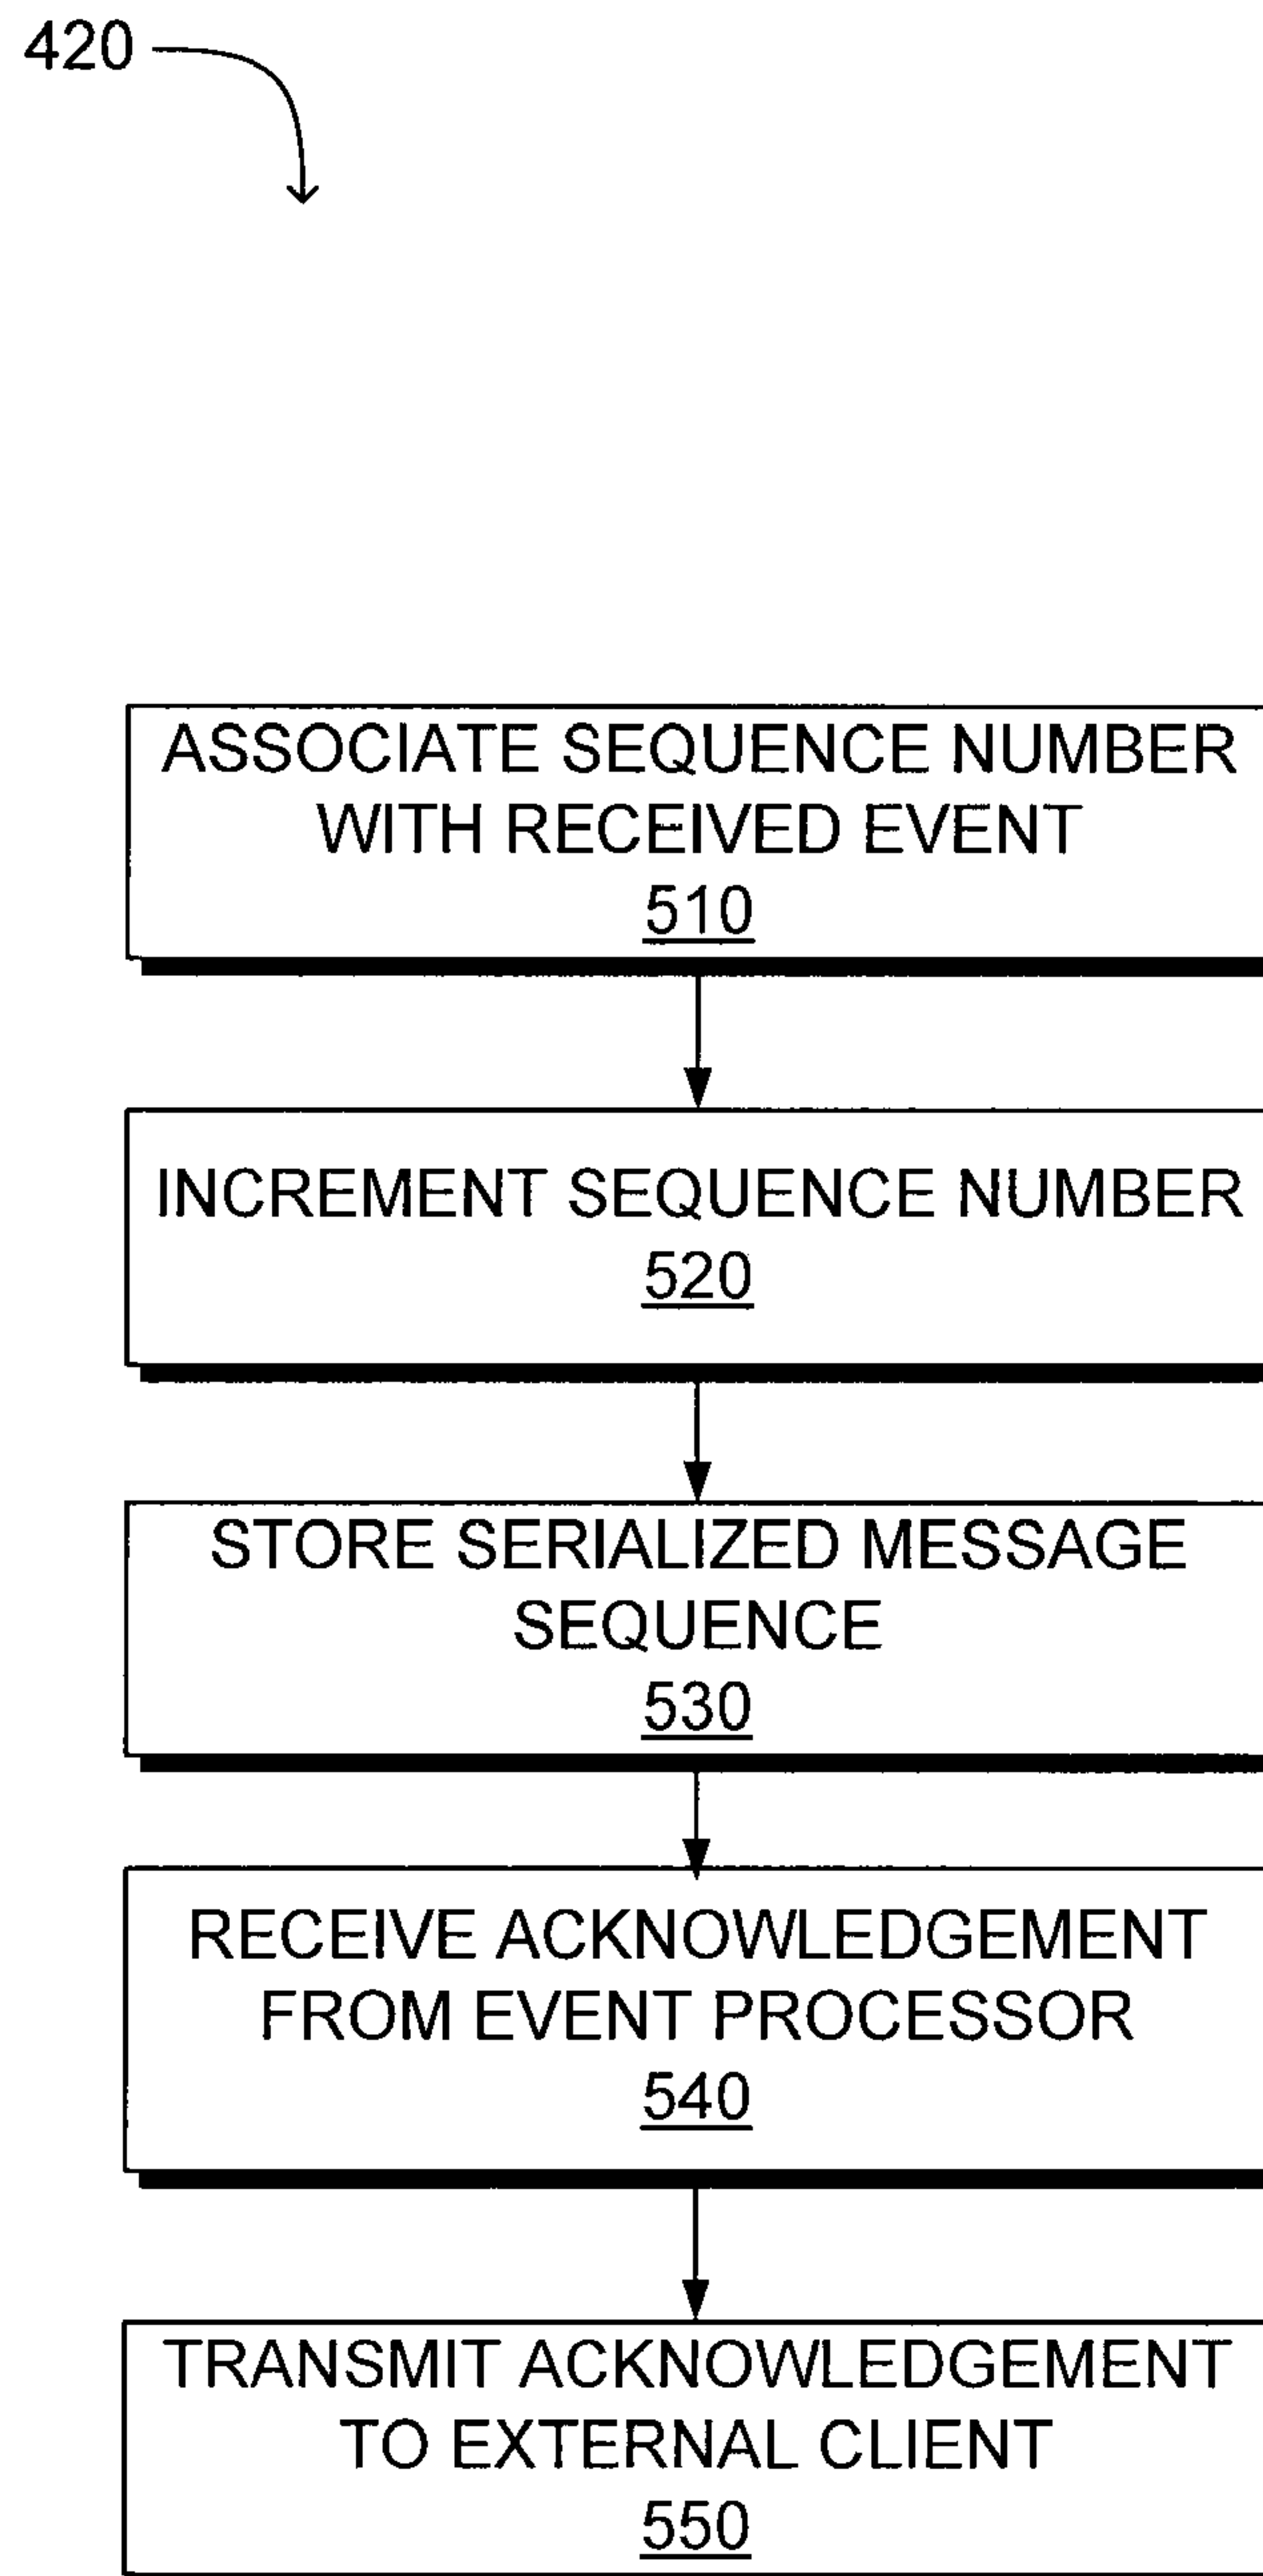 420
ASSOCIATE SEQUENCE NUMBER
WITH RECEIVED EVENT
510
INCREMENT SEQUENCE NUMBER
520
STORE SERIALIZED MESSAGE
SEQUENCE
530
RECEIVE ACKNOWLEDGEMENT
FROM EVENT PROCESSOR
540
TRANSMIT ACKNOWLEDGEMENT
TO EXTERNAL CLIENT
550